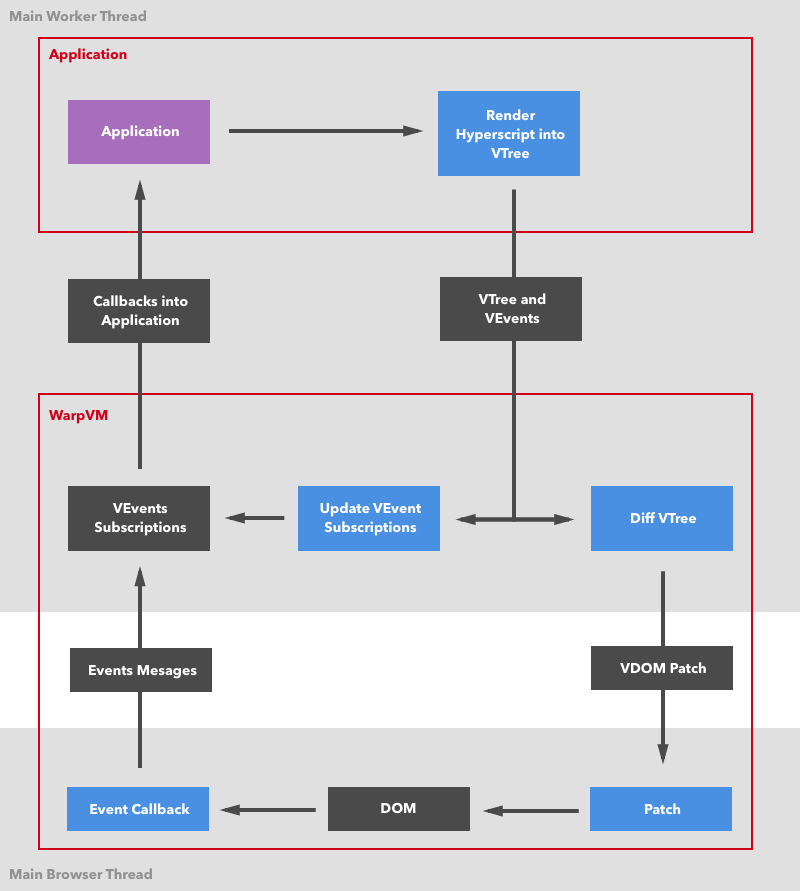 Main Worker Thread
Application
Application
Render
Hyperscript into
VTree
Callbacks into
Application
VTree and
VEvents
WarpVM
VEvents
Subscriptions
Update VEvent
Subscriptions
Diff VTree
Events Mesages
VDOM Patch
Event Callback
DOM
Patch
Main Browser Thread